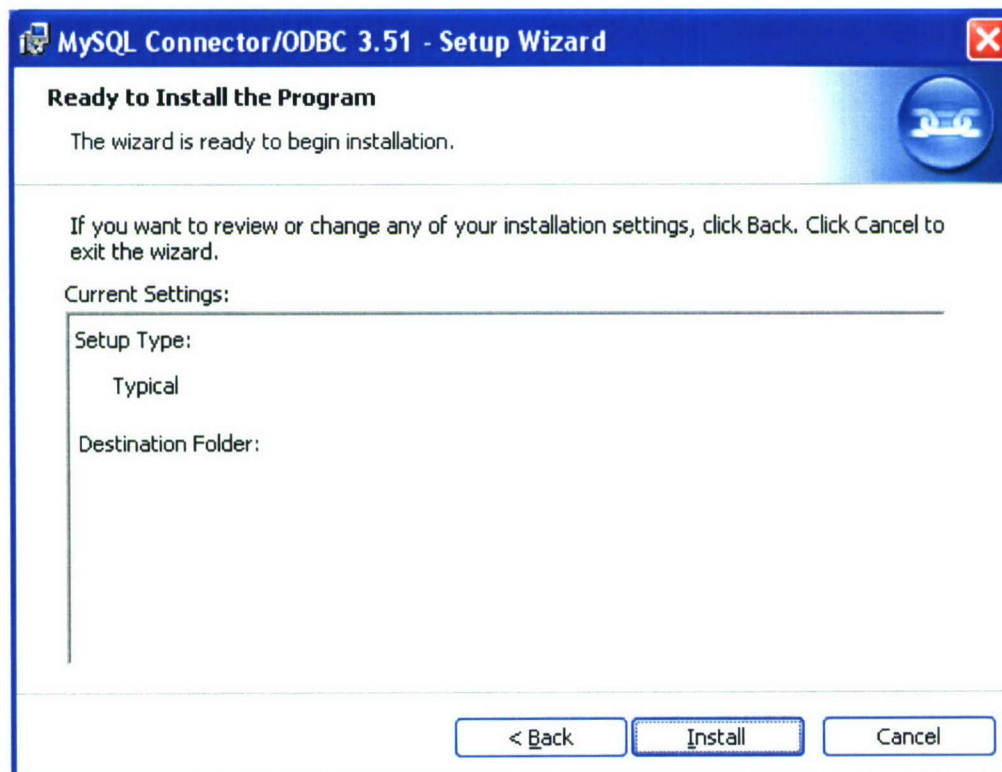 MySQL Connector/ODBC 3.51 - Setup Wizard
Ready to Install the Program
The wizard is ready to begin installation.
If you want to review or change any of your installation settings, click Back. Click Cancel to
exit the wizard.
Current Settings:
Setup Type:
Typical
Destination Folder:
< Back
Install
Cancel